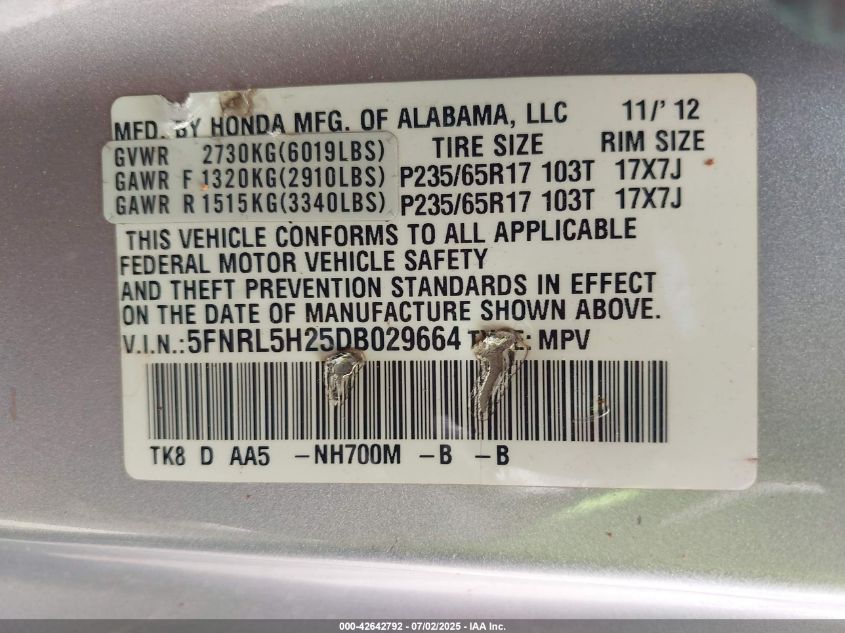 MFD. BY HONDA MFG. OF ALABAMA, LLC 11/' 12
GVWR 2730KG(6019LBS) TIRE SIZE RIM SIZE
GAWR F 1320KG(2910LBS) P235/65R17 103T 17X7J
GAWR R 1515KG(3340LBS) P235/65R17 103T 17X7J
THIS VEHICLE CONFORMS TO ALL APPLICABLE
FEDERAL MOTOR VEHICLE SAFETY
AND THEFT PREVENTION STANDARDS IN EFFECT
ON THE DATE OF MANUFACTURE SHOWN ABOVE.
V.I.N.:5FNRL5H25DB029664 TYPE: MPV
TK8 D AA5 -NH700M -B -B
000-42642792 - 07/02/2025 - IAA Inc.